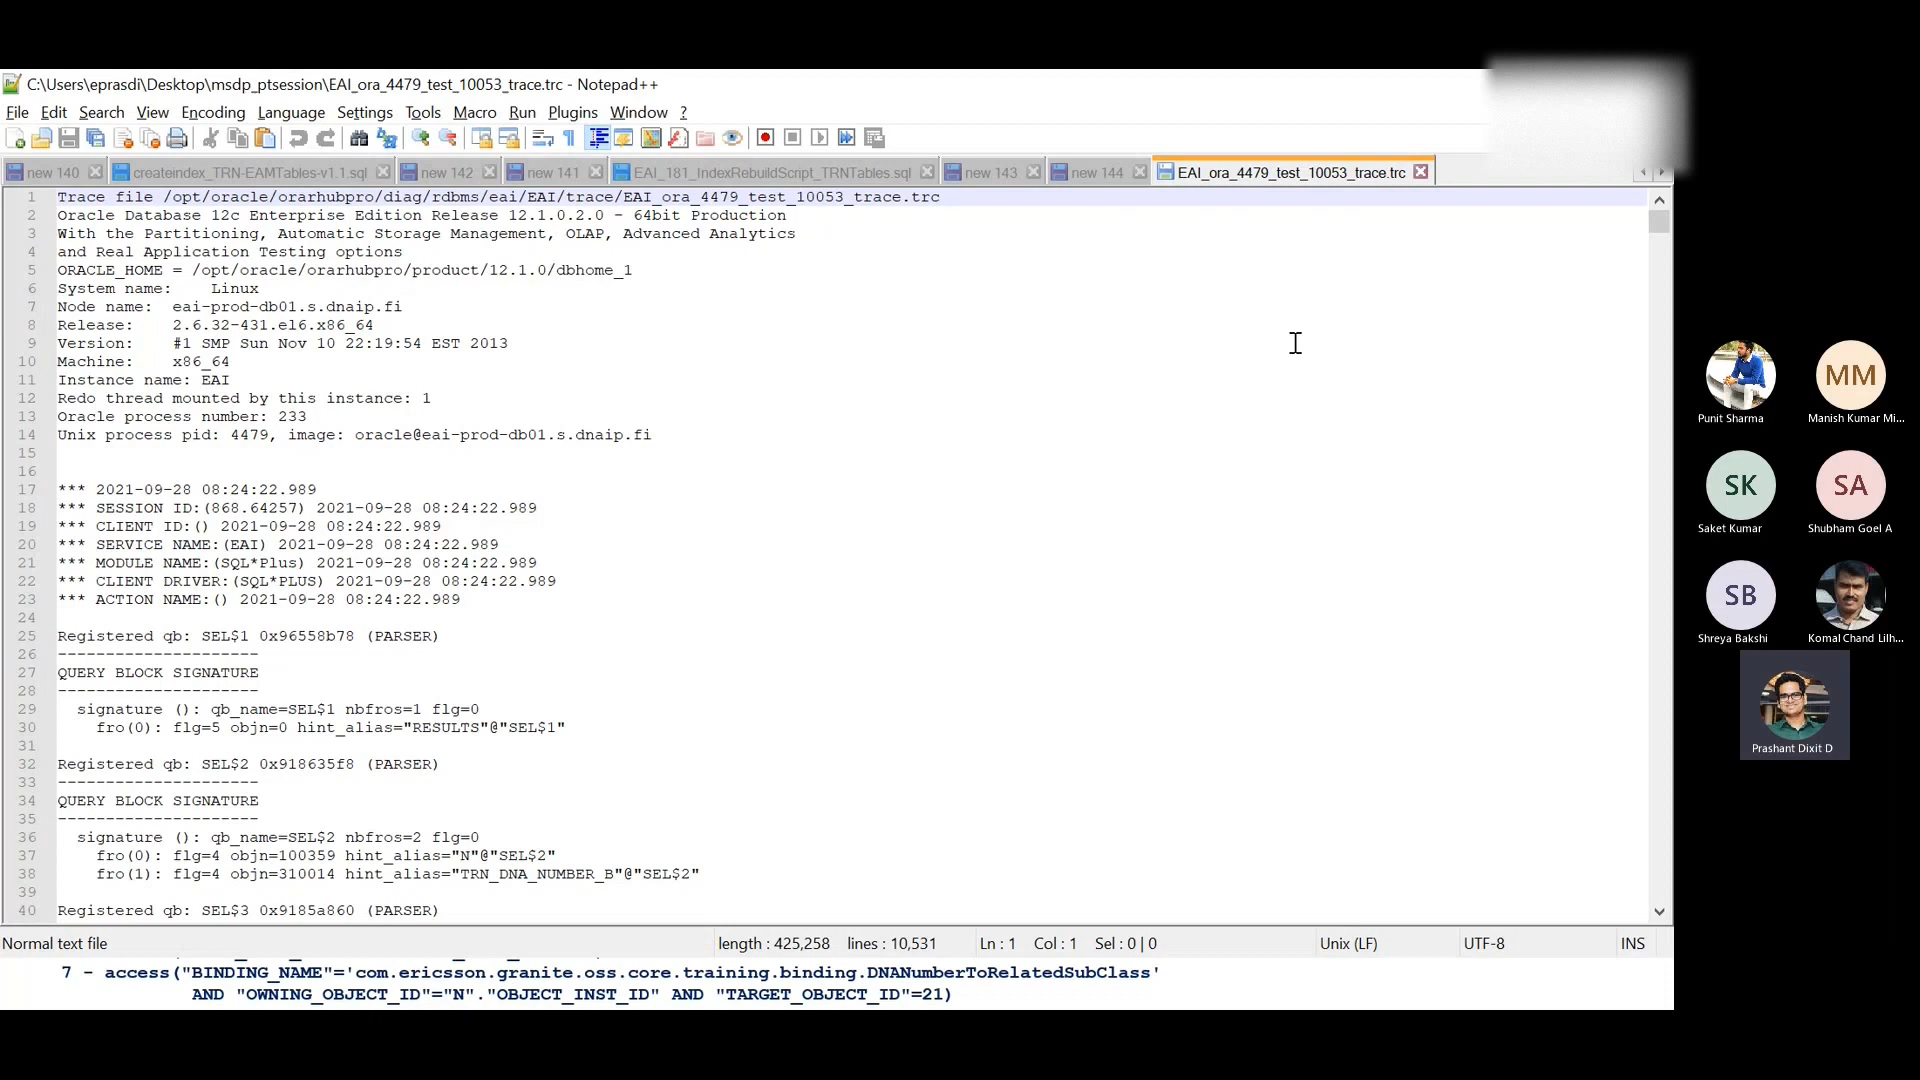 C:\Users\eprasdi\Desktop\msdp_ptsession\EAI_ora_4479_test_10053_trace.trc - Notepad++
File Edit Search View Encoding Language Settings Tools Macro Run Plugins Window ?
new 140 createindex_TRN-EAMTables-v1.1.sql new 142 new 141 EAI_181_IndexRebuildScript_TRNTables.sql new 143 new 144 EAI_ora_4479_test_10053_trace.trc
1 Trace file /opt/oracle/orarhubpro/diag/rdbms/eai/EAI/trace/EAI_ora_4479_test_10053_trace.trc
2 Oracle Database 12c Enterprise Edition Release 12.1.0.2.0 - 64bit Production
3 With the Partitioning, Automatic Storage Management, OLAP, Advanced Analytics
4 and Real Application Testing options
5 ORACLE_HOME = /opt/oracle/orarhubpro/product/12.1.0/dbhome_1
6 System name:    Linux
7 Node name:  eai-prod-db01.s.dnaip.fi
8 Release:    2.6.32-431.el6.x86_64
9 Version:    #1 SMP Sun Nov 10 22:19:54 EST 2013
10 Machine:    x86_64
11 Instance name: EAI
12 Redo thread mounted by this instance: 1
13 Oracle process number: 233
14 Unix process pid: 4479, image: oracle@eai-prod-db01.s.dnaip.fi
15
16
17 *** 2021-09-28 08:24:22.989
18 *** SESSION ID:(868.64257) 2021-09-28 08:24:22.989
19 *** CLIENT ID:() 2021-09-28 08:24:22.989
20 *** SERVICE NAME:(EAI) 2021-09-28 08:24:22.989
21 *** MODULE NAME:(SQL*Plus) 2021-09-28 08:24:22.989
22 *** CLIENT DRIVER:(SQL*PLUS) 2021-09-28 08:24:22.989
23 *** ACTION NAME:() 2021-09-28 08:24:22.989
24
25 Registered qb: SEL$1 0x96558b78 (PARSER)
26 ---------------------
27 QUERY BLOCK SIGNATURE
28 ---------------------
29   signature (): qb_name=SEL$1 nbfros=1 flg=0
30     fro(0): flg=5 objn=0 hint_alias="RESULTS"@"SEL$1"
31
32 Registered qb: SEL$2 0x918635f8 (PARSER)
33 ---------------------
34 QUERY BLOCK SIGNATURE
35 ---------------------
36   signature (): qb_name=SEL$2 nbfros=2 flg=0
37     fro(0): flg=4 objn=100359 hint_alias="N"@"SEL$2"
38     fro(1): flg=4 objn=310014 hint_alias="TRN_DNA_NUMBER_B"@"SEL$2"
39
40 Registered qb: SEL$3 0x9185a860 (PARSER)
Normal text file length : 425,258 lines : 10,531 Ln : 1 Col : 1 Sel : 0 | 0 Unix (LF) UTF-8 INS
7 - access("BINDING_NAME"='com.ericsson.granite.oss.core.training.binding.DNANumberToRelatedSubClass'
AND "OWNING_OBJECT_ID"="N"."OBJECT_INST_ID" AND "TARGET_OBJECT_ID"=21)
MM
Punit Sharma Manish Kumar Mi...
SK SA
Saket Kumar Shubham Goel A
SB
Shreya Bakshi Komal Chand Lilh...
Prashant Dixit D